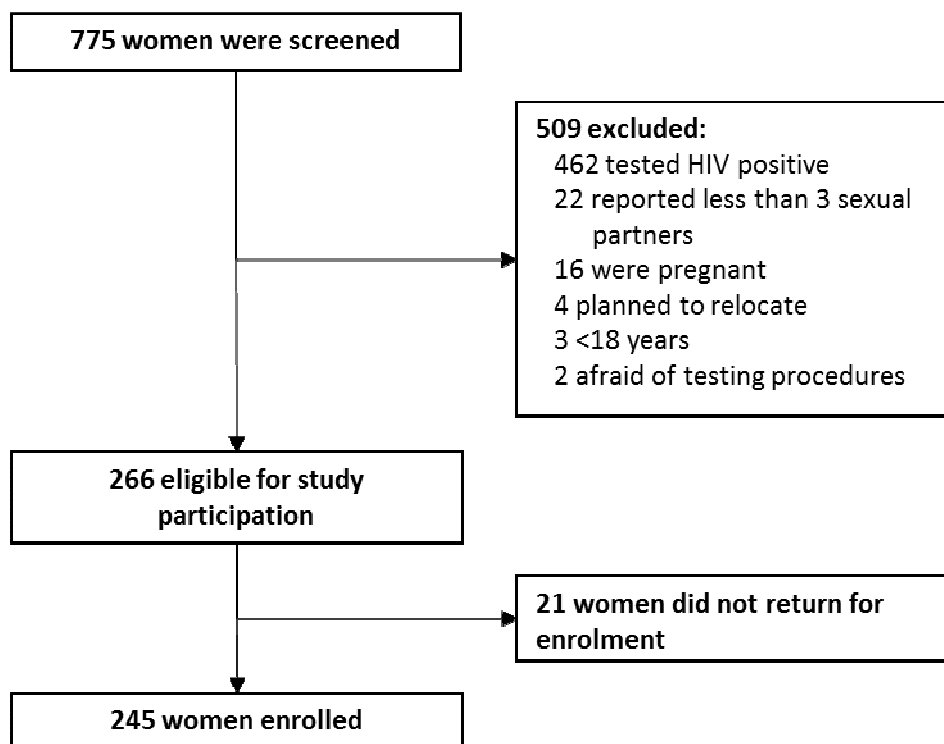 775 women were screened
509 excluded:
462 tested HIV positive
22 reported less than 3 sexual
partners
16 were pregnant
4 planned to relocate
3 <18 years
2 afraid of testing procedures
266 eligible for study
participation
21 women did not return for
enrolment
245 women enrolled